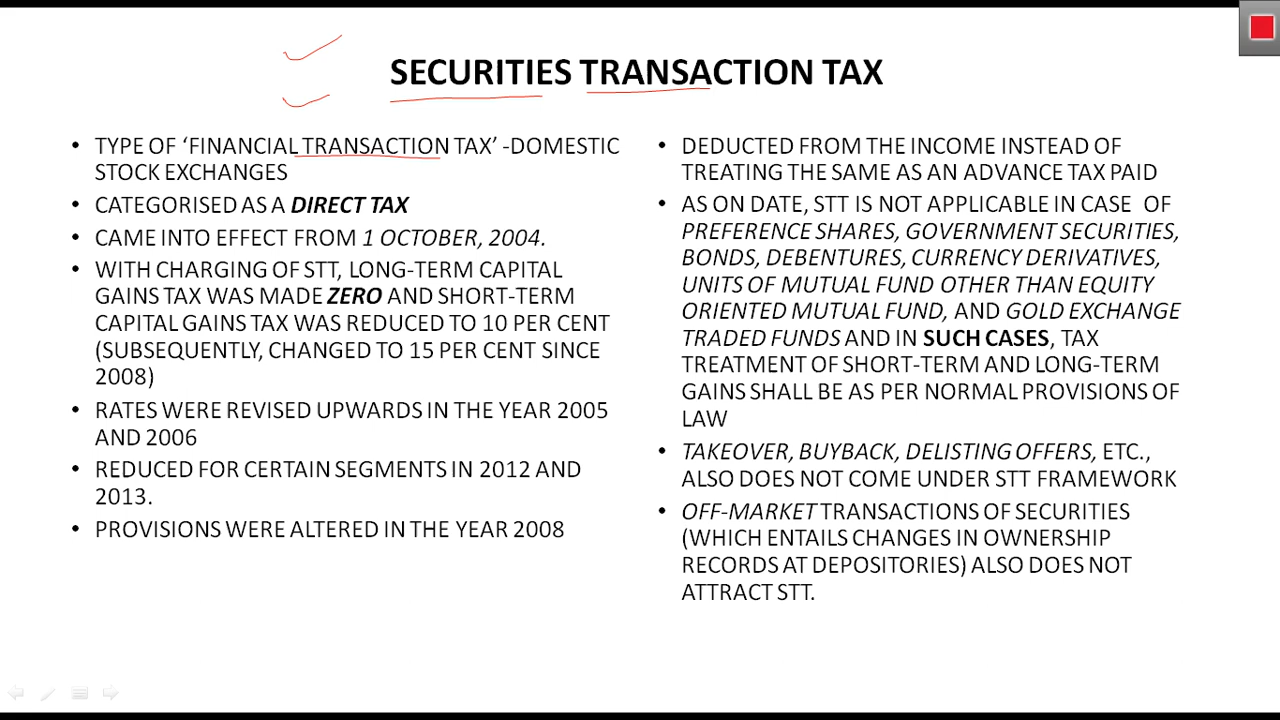 SECURITIES TRANSACTION TAX
• TYPE OF ‘FINANCIAL TRANSACTION TAX’ -DOMESTIC
STOCK EXCHANGES
• CATEGORISED AS A DIRECT TAX
• CAME INTO EFFECT FROM 1 OCTOBER, 2004.
• WITH CHARGING OF STT, LONG-TERM CAPITAL
GAINS TAX WAS MADE ZERO AND SHORT-TERM
CAPITAL GAINS TAX WAS REDUCED TO 10 PER CENT
(SUBSEQUENTLY, CHANGED TO 15 PER CENT SINCE
2008)
• RATES WERE REVISED UPWARDS IN THE YEAR 2005
AND 2006
• REDUCED FOR CERTAIN SEGMENTS IN 2012 AND
2013.
• PROVISIONS WERE ALTERED IN THE YEAR 2008
• DEDUCTED FROM THE INCOME INSTEAD OF
TREATING THE SAME AS AN ADVANCE TAX PAID
• AS ON DATE, STT IS NOT APPLICABLE IN CASE OF
PREFERENCE SHARES, GOVERNMENT SECURITIES,
BONDS, DEBENTURES, CURRENCY DERIVATIVES,
UNITS OF MUTUAL FUND OTHER THAN EQUITY
ORIENTED MUTUAL FUND, AND GOLD EXCHANGE
TRADED FUNDS AND IN SUCH CASES, TAX
TREATMENT OF SHORT-TERM AND LONG-TERM
GAINS SHALL BE AS PER NORMAL PROVISIONS OF
LAW
• TAKEOVER, BUYBACK, DELISTING OFFERS, ETC.,
ALSO DOES NOT COME UNDER STT FRAMEWORK
• OFF-MARKET TRANSACTIONS OF SECURITIES
(WHICH ENTAILS CHANGES IN OWNERSHIP
RECORDS AT DEPOSITORIES) ALSO DOES NOT
ATTRACT STT.